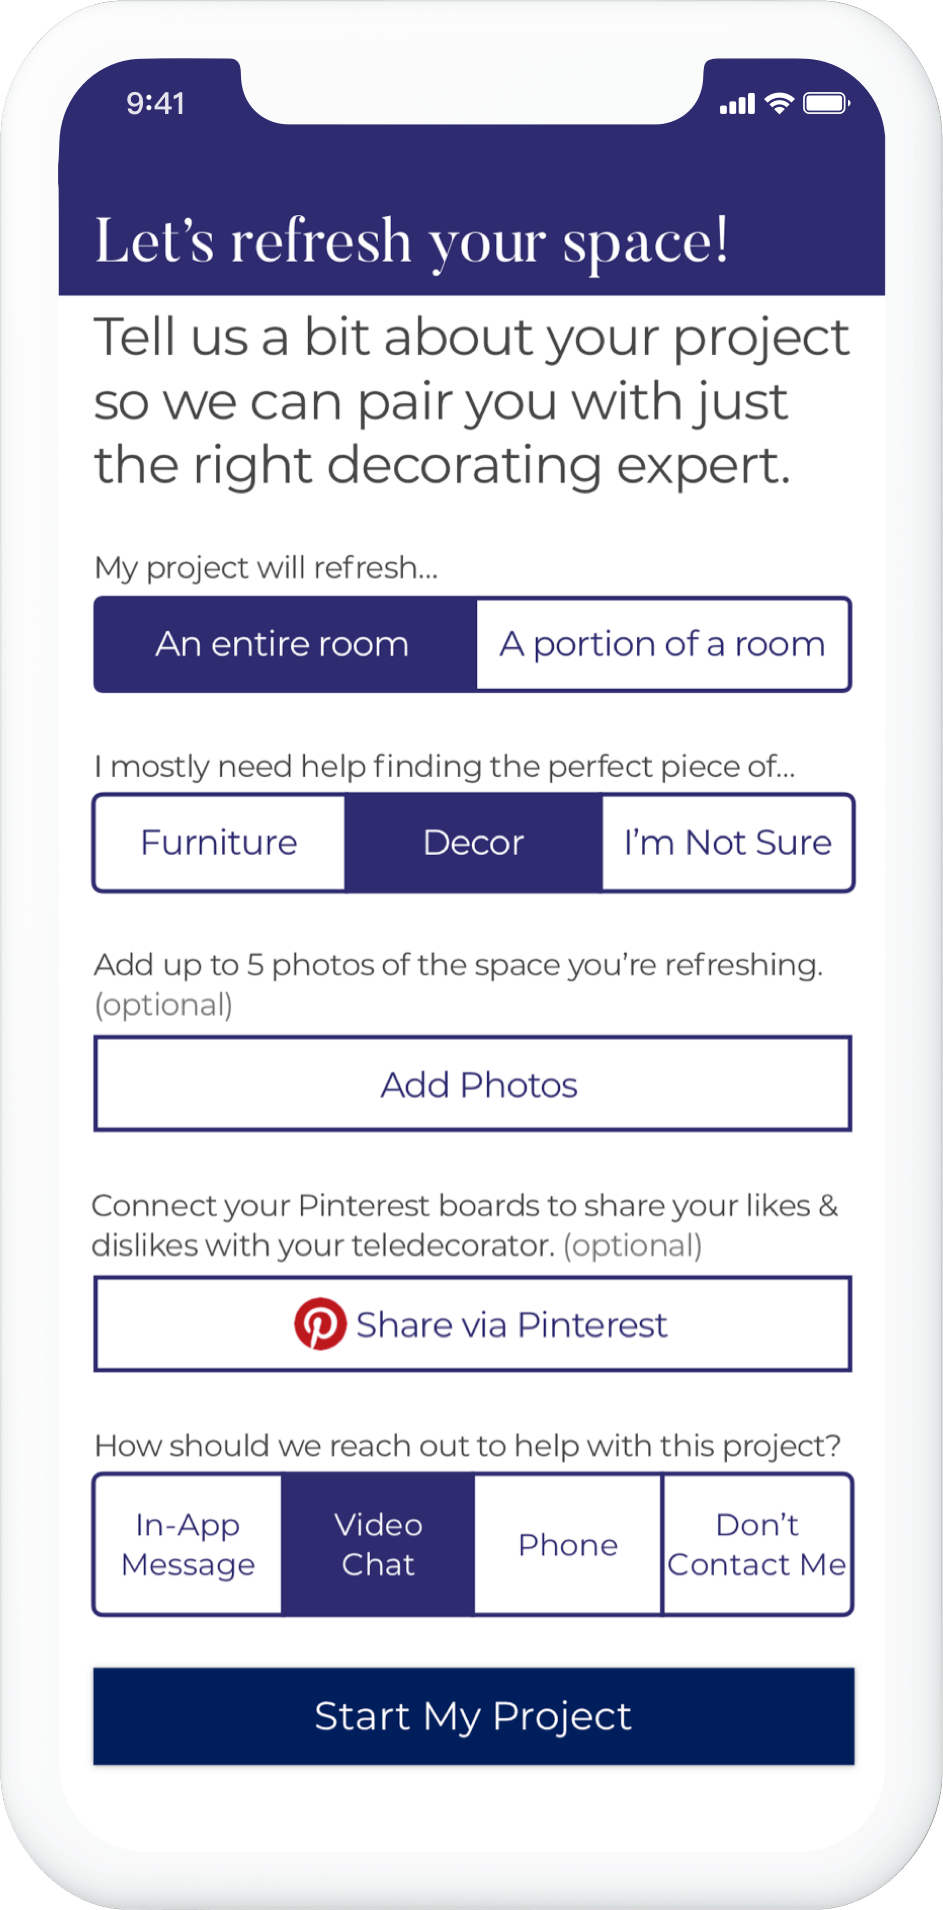 9:41
Let’s refresh your space!
Tell us a bit about your project
so we can pair you with just
the right decorating expert.
My project will refresh...
An entire room
A portion of a room
I mostly need help finding the perfect piece of...
Furniture
Decor
I’m Not Sure
Add up to 5 photos of the space you’re refreshing.
(optional)
Add Photos
Connect your Pinterest boards to share your likes &
dislikes with your teledecorator. (optional)
Share via Pinterest
How should we reach out to help with this project?
In-App
Message
Video
Chat
Phone
Don’t
Contact Me
Start My Project